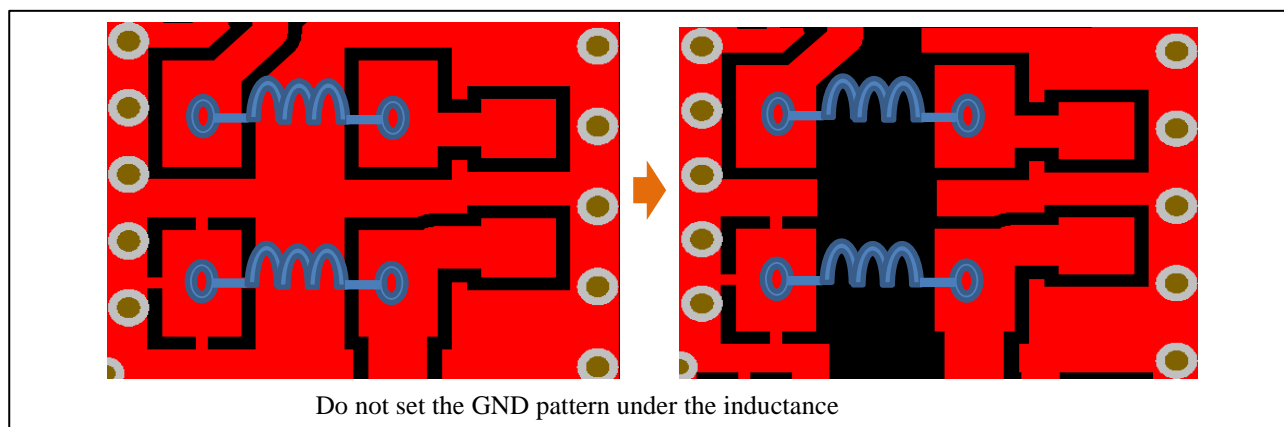 Do not set the GND pattern under the inductance